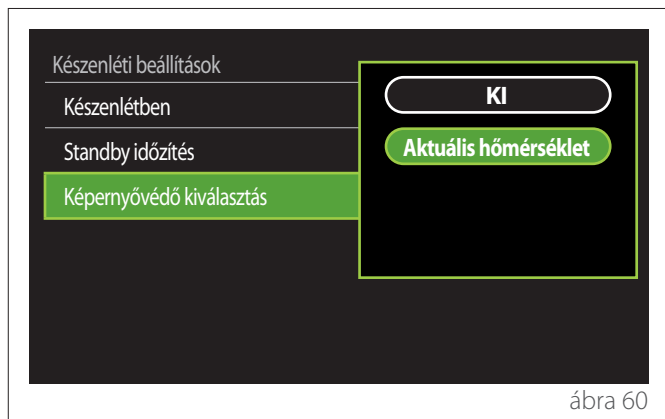 Készenléti beállítások
Készenlétben
Standby időzítés
Képernyővédő kiválasztás
KI
Aktuális hőmérséklet
ábra 60